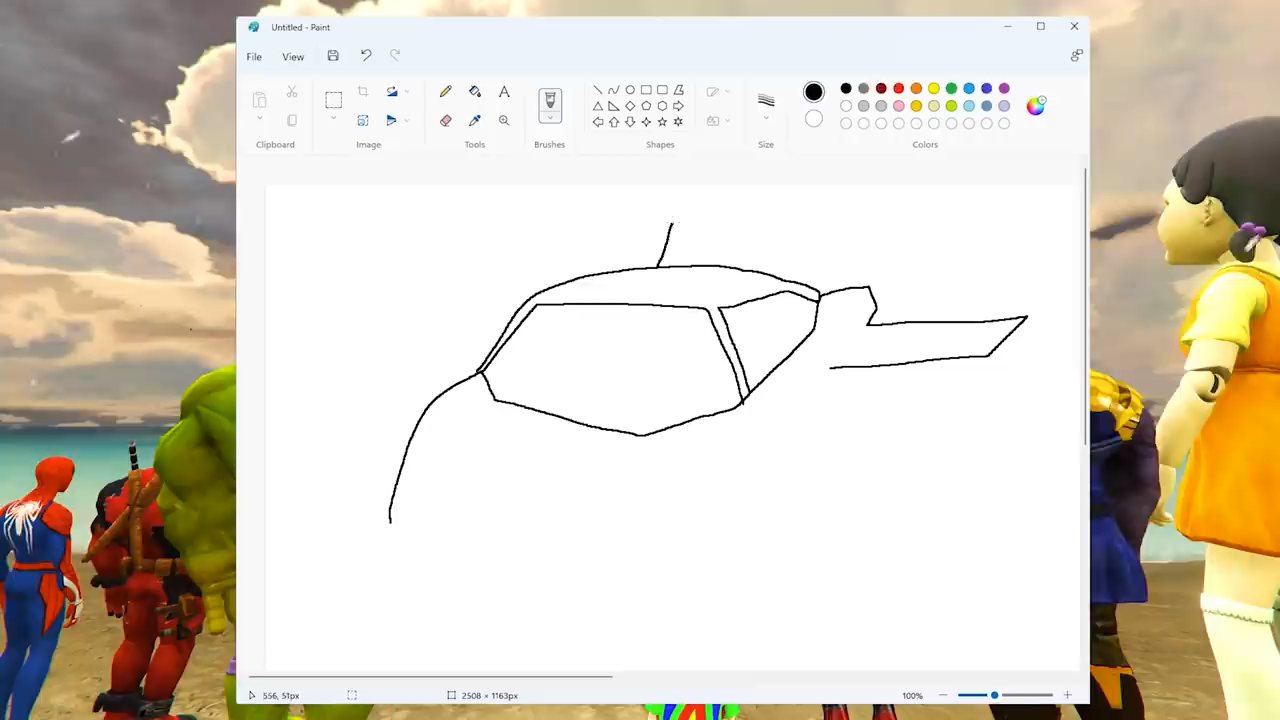 Untitled - Paint
File View
Clipboard Image Tools Brushes Shapes Size Colors
556, 51px 2508 × 1163px 100%